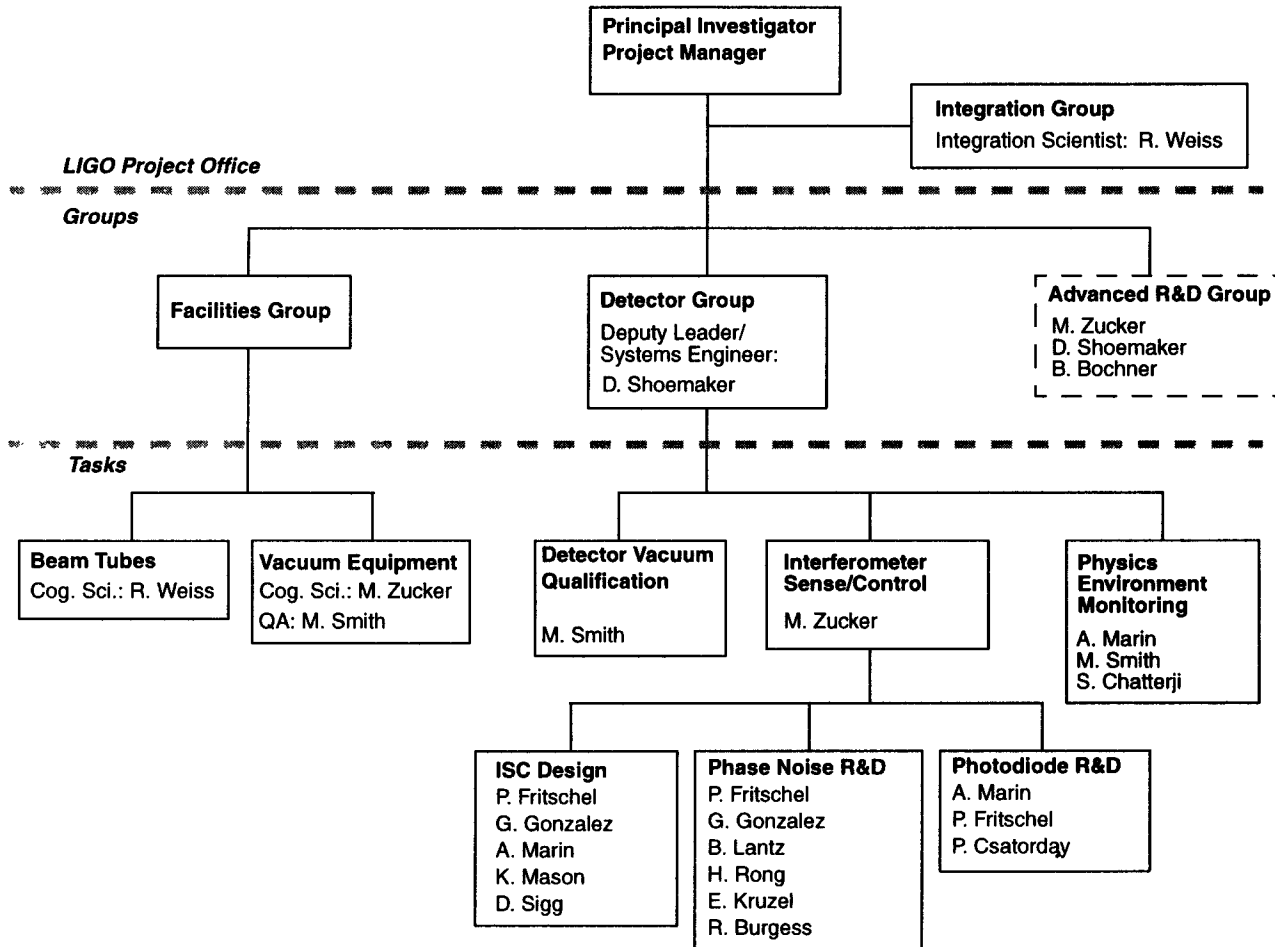 Principal Investigator
Project Manager
Integration Group
Integration Scientist: R. Weiss
LIGO Project Office
Groups
Facilities Group
Detector Group
Deputy Leader/
Systems Engineer:
D. Shoemaker
Advanced R&D Group
M. Zucker
D. Shoemaker
B. Bochner
Tasks
Beam Tubes
Cog. Sci.: R. Weiss
Vacuum Equipment
Cog. Sci.: M. Zucker
QA: M. Smith
Detector Vacuum
Qualification
M. Smith
Interferometer
Sense/Control
M. Zucker
Physics
Environment
Monitoring
A. Marin
M. Smith
S. Chatterji
ISC Design
P. Fritschel
G. Gonzalez
A. Marin
K. Mason
D. Sigg
Phase Noise R&D
P. Fritschel
G. Gonzalez
B. Lantz
H. Rong
E. Kruzel
R. Burgess
Photodiode R&D
A. Marin
P. Fritschel
P. Csatorday